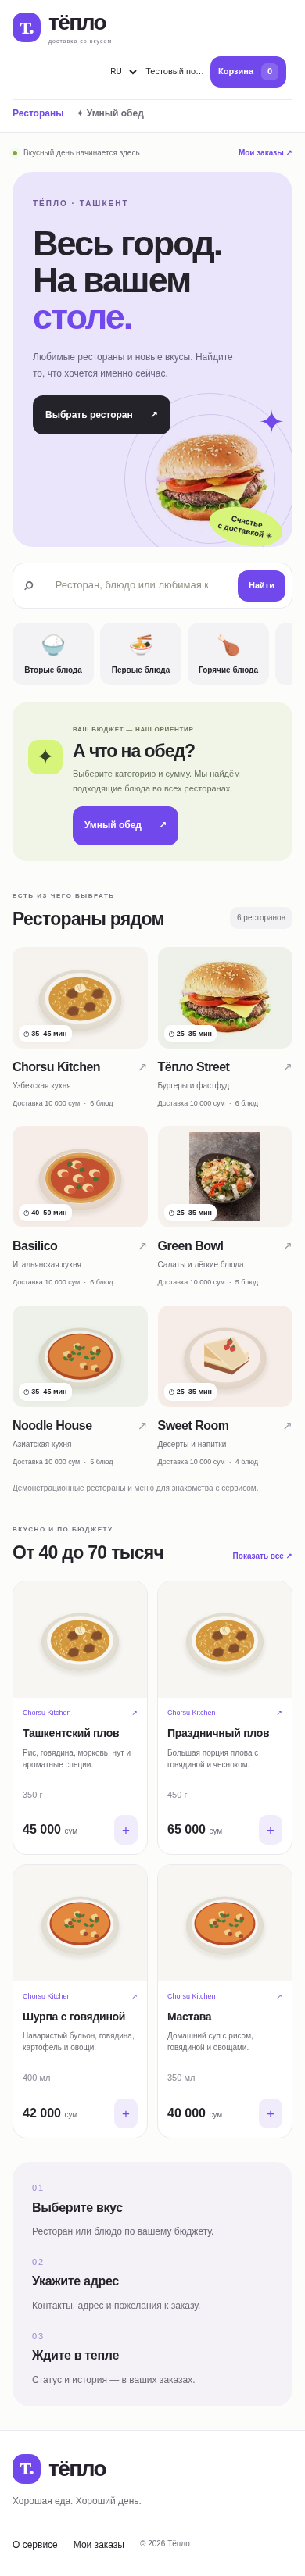 т. тёпло
доставка со вкусом
RU Тестовый по... Корзина 0
Рестораны ✦ Умный обед
Вкусный день начинается здесь Мои заказы ↗
ТЁПЛО · ТАШКЕНТ
Весь город.
На вашем
столе.
Любимые рестораны и новые вкусы. Найдите
то, что хочется именно сейчас.
Выбрать ресторан ↗
Счастье
с доставкой ☀
Ресторан, блюдо или любимая к Найти
Вторые блюда Первые блюда Горячие блюда
ВАШ БЮДЖЕТ — НАШ ОРИЕНТИР
А что на обед?
Выберите категорию и сумму. Мы найдём
подходящие блюда во всех ресторанах.
Умный обед ↗
ЕСТЬ ИЗ ЧЕГО ВЫБРАТЬ
Рестораны рядом 6 ресторанов
35–45 мин 25–35 мин
Chorsu Kitchen ↗ Тёпло Street ↗
Узбекская кухня Бургеры и фастфуд
Доставка 10 000 сум · 6 блюд Доставка 10 000 сум · 6 блюд
40–50 мин 25–35 мин
Basilico ↗ Green Bowl ↗
Итальянская кухня Салаты и лёгкие блюда
Доставка 10 000 сум · 6 блюд Доставка 10 000 сум · 5 блюд
35–45 мин 25–35 мин
Noodle House ↗ Sweet Room ↗
Азиатская кухня Десерты и напитки
Доставка 10 000 сум · 5 блюд Доставка 10 000 сум · 4 блюд
Демонстрационные рестораны и меню для знакомства с сервисом.
ВКУСНО И ПО БЮДЖЕТУ
От 40 до 70 тысяч Показать все ↗
Chorsu Kitchen ↗ Chorsu Kitchen ↗
Ташкентский плов Праздничный плов
Рис, говядина, морковь, нут и Большая порция плова с
ароматные специи. говядиной и чесноком.
350 г 450 г
45 000 сум + 65 000 сум +
Chorsu Kitchen ↗ Chorsu Kitchen ↗
Шурпа с говядиной Мастава
Наваристый бульон, говядина, Домашний суп с рисом,
картофель и овощи. говядиной и овощами.
400 мл 350 мл
42 000 сум + 40 000 сум +
01
Выберите вкус
Ресторан или блюдо по вашему бюджету.
02
Укажите адрес
Контакты, адрес и пожелания к заказу.
03
Ждите в тепле
Статус и история — в ваших заказах.
т. тёпло
Хорошая еда. Хороший день.
О сервисе Мои заказы © 2026 Тёпло